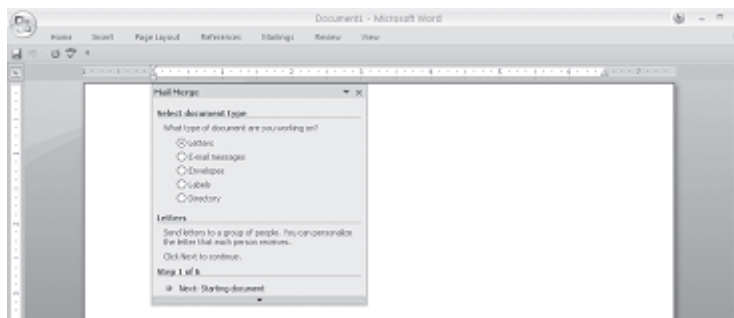 Document1 - Microsoft Word
Home Insert Page Layout References Mailings Review View
Mail Merge
Select document type
What type of document are you working on?
Letters
E-mail messages
Envelopes
Labels
Directory
Letters
Send letters to a group of people. You can personalize
the letter that each person receives.
Click Next to continue.
Step 1 of 6
Next: Starting document